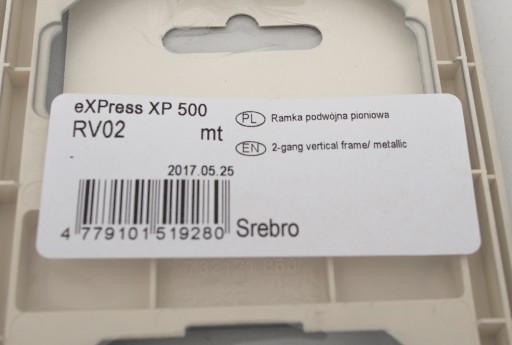 eXPress XP 500
RV02 mt
-
PL Ramka podwójna pionowa
EN 2-gang vertical frame/ metallic
2017.05.25
4 779101 519280 Srebro